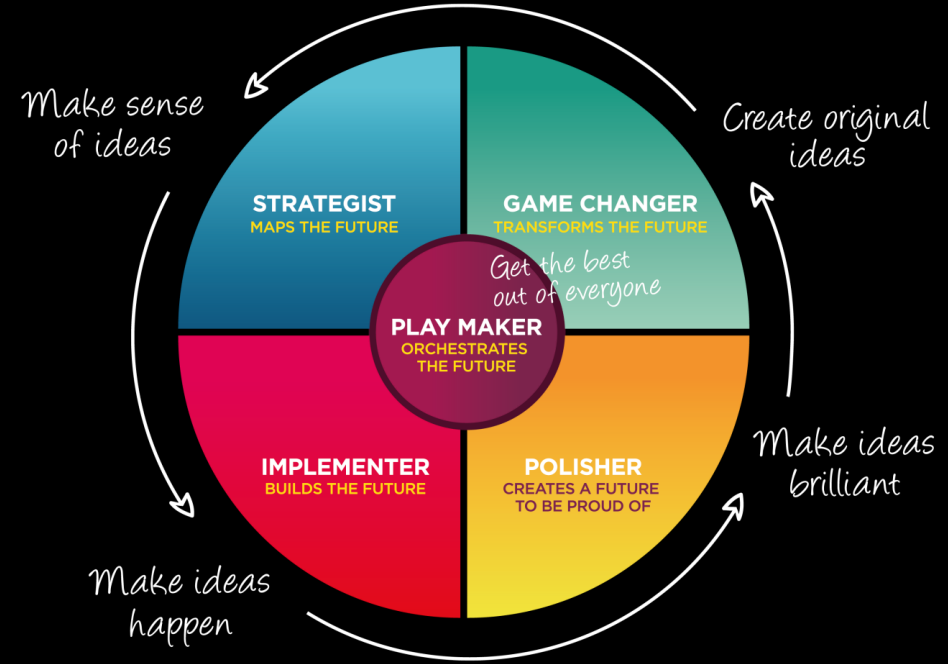 Make sense
of ideas
Create original
ideas
STRATEGIST
MAPS THE FUTURE
GAME CHANGER
TRANSFORMS THE FUTURE
Get the best
out of everyone
PLAY MAKER
ORCHESTRATES
THE FUTURE
IMPLEMENTER
BUILDS THE FUTURE
POLISHER
CREATES A FUTURE
TO BE PROUD OF
Make ideas
brilliant
Make ideas
happen